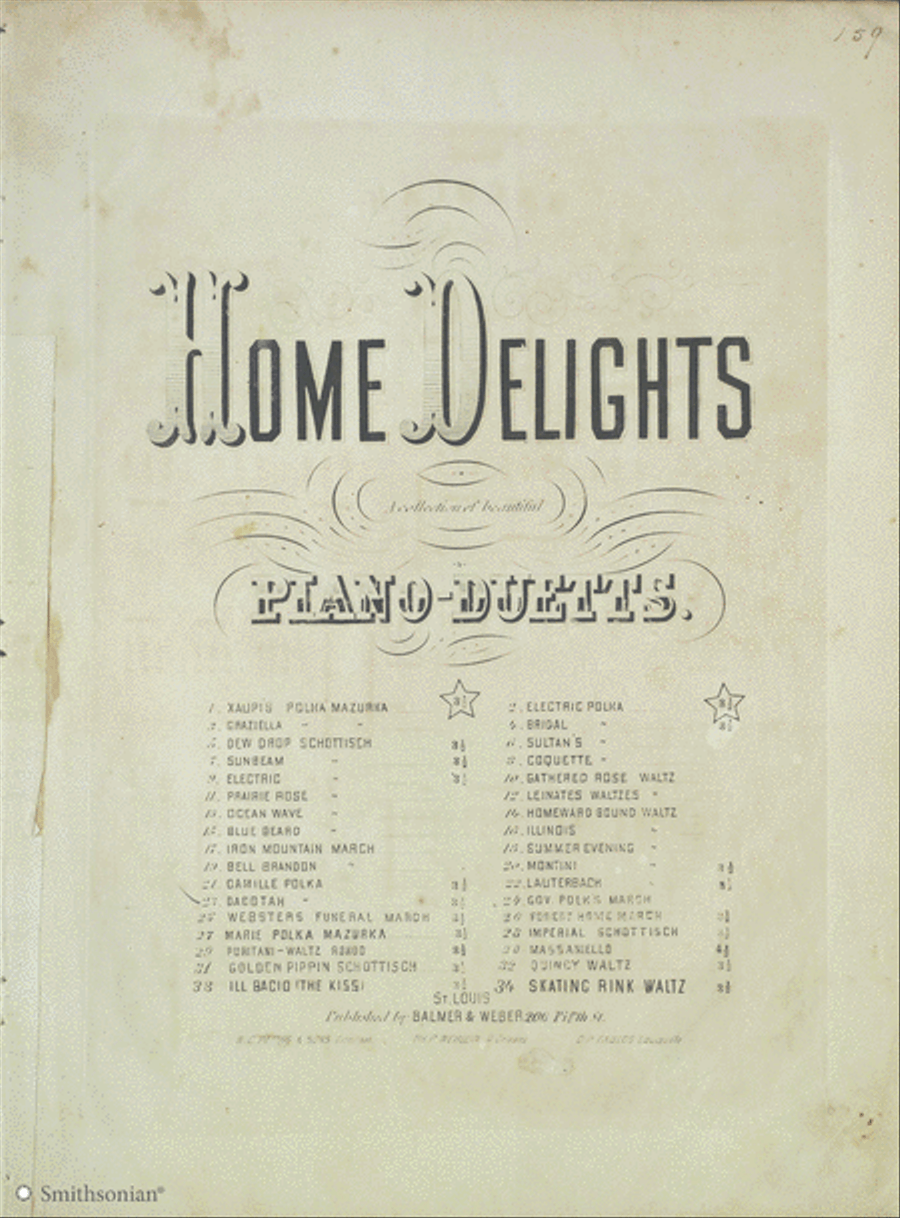 159
HOME DELIGHTS
A collection of beautiful
PIANO-DUETTS.
1. XAUPI'S POLKA MAZURKA 2. ELECTRIC POLKA
3. GRAZIELLA " " 4. BRIDAL "
5. DEW DROP SCHOTTISCH 6. SULTAN'S "
7. SUNBEAM " 8. COQUETTE "
9. ELECTRIC " 10. GATHERED ROSE WALTZ
11. PRAIRIE ROSE " 12. LEINATES WALTZES "
13. OCEAN WAVE " 14. HOMEWARD BOUND WALTZ
15. BLUE BEARD " 16. ILLINOIS "
17. IRON MOUNTAIN MARCH 18. SUMMER EVENING "
19. BELL BRANDON " 20. MONTINI "
21. CAMILLE POLKA 22. LAUTERBACH "
23. DACOTAH " 24. GOV. POLK'S MARCH
25 WEBSTERS FUNERAL MARCH 26 FOREST HOME MARCH
27 MARIE POLKA MAZURKA 28 IMPERIAL SCHOTTISCH
29 PURITANI-WALTZ RONDO 30 MASSANIELLO
31 GOLDEN PIPPIN SCHOTTISCH 32 QUINCY WALTZ
33 ILL BACIO (THE KISS) 34 SKATING RINK WALTZ
ST. LOUIS
Published by BALMER & WEBER 206 Fifth St.
Smithsonian